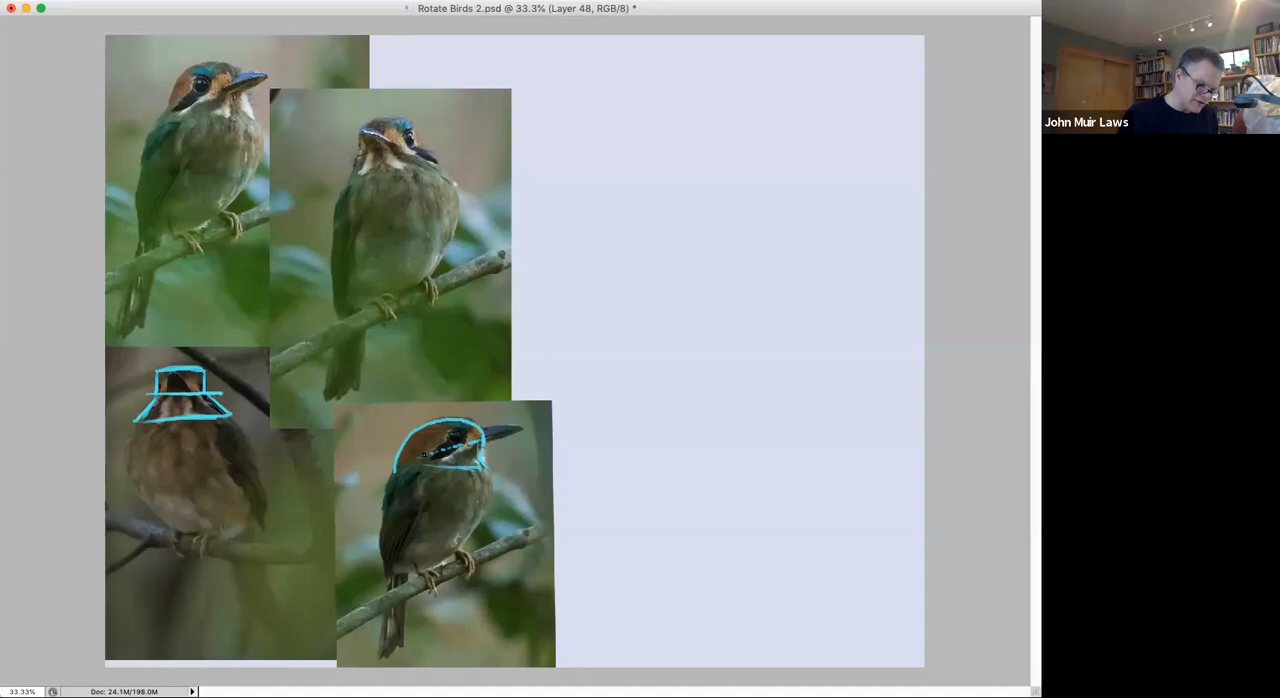 Rotate Birds 2.psd @ 33.3% (Layer 48, RGB/8) *
John Muir Laws
33.33%
Doc: 24.1M/198.0M